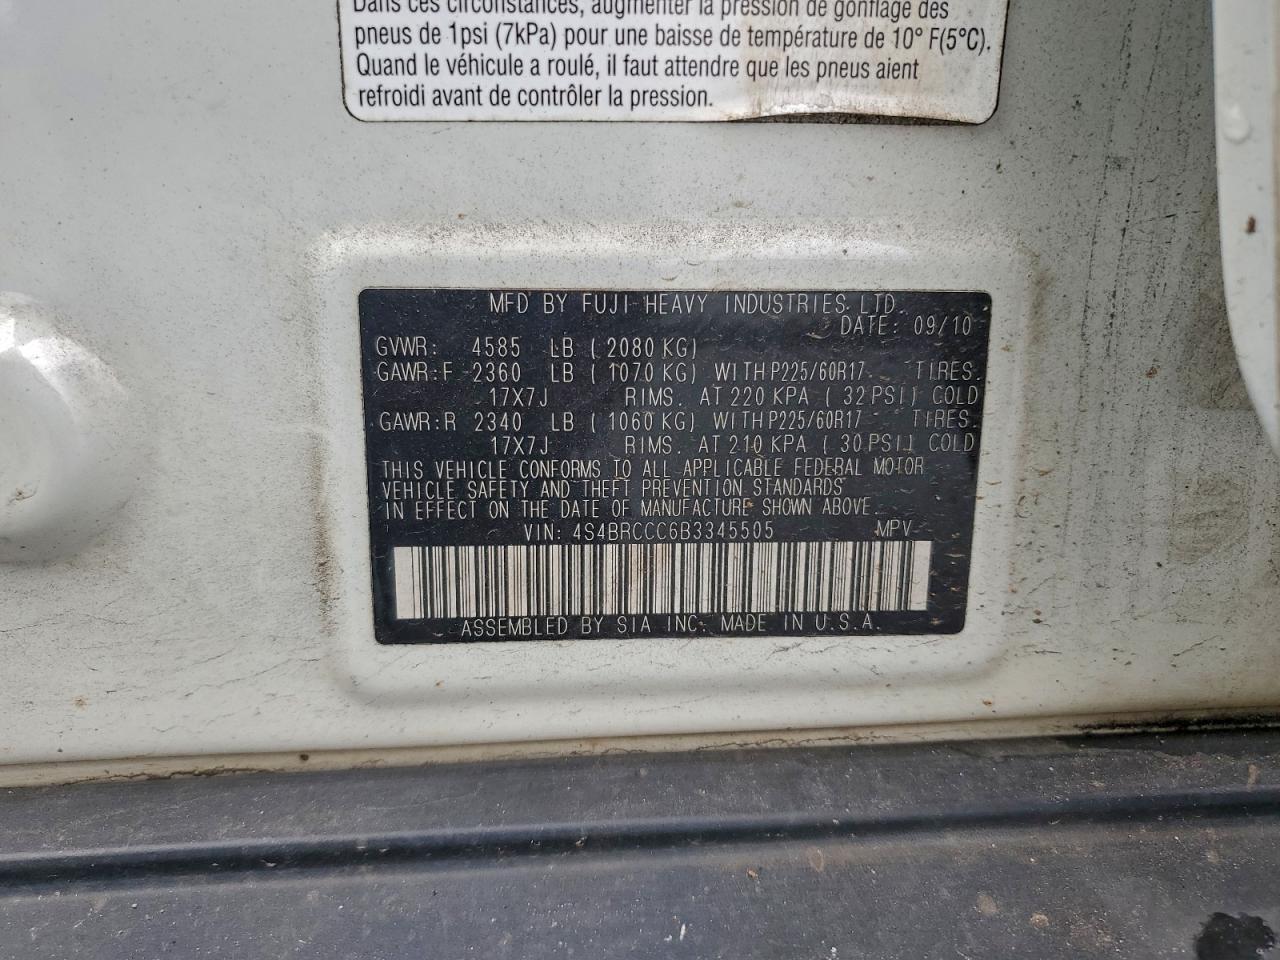 Dans ces circonstances, augmenter la pression de gonflage des
pneus de 1psi (7kPa) pour une baisse de température de 10° F(5°C).
Quand le véhicule a roulé, il faut attendre que les pneus aient
refroidi avant de contrôler la pression.
MFD BY FUJI HEAVY INDUSTRIES LTD.
DATE: 09/10
GVWR: 4585 LB ( 2080 KG)
GAWR:F 2360 LB ( 1070 KG) WITH P225/60R17 TIRES.
17X7J RIMS. AT 220 KPA ( 32 PSI) COLD
GAWR:R 2340 LB ( 1060 KG) WITH P225/60R17 TIRES.
17X7J RIMS. AT 210 KPA ( 30 PSI) COLD
THIS VEHICLE CONFORMS TO ALL APPLICABLE FEDERAL MOTOR
VEHICLE SAFETY AND THEFT PREVENTION STANDARDS
IN EFFECT ON THE DATE OF MANUFACTURE SHOWN ABOVE.
VIN: 4S4BRCCC6B3345505 MPV
ASSEMBLED BY SIA INC. MADE IN U.S.A.